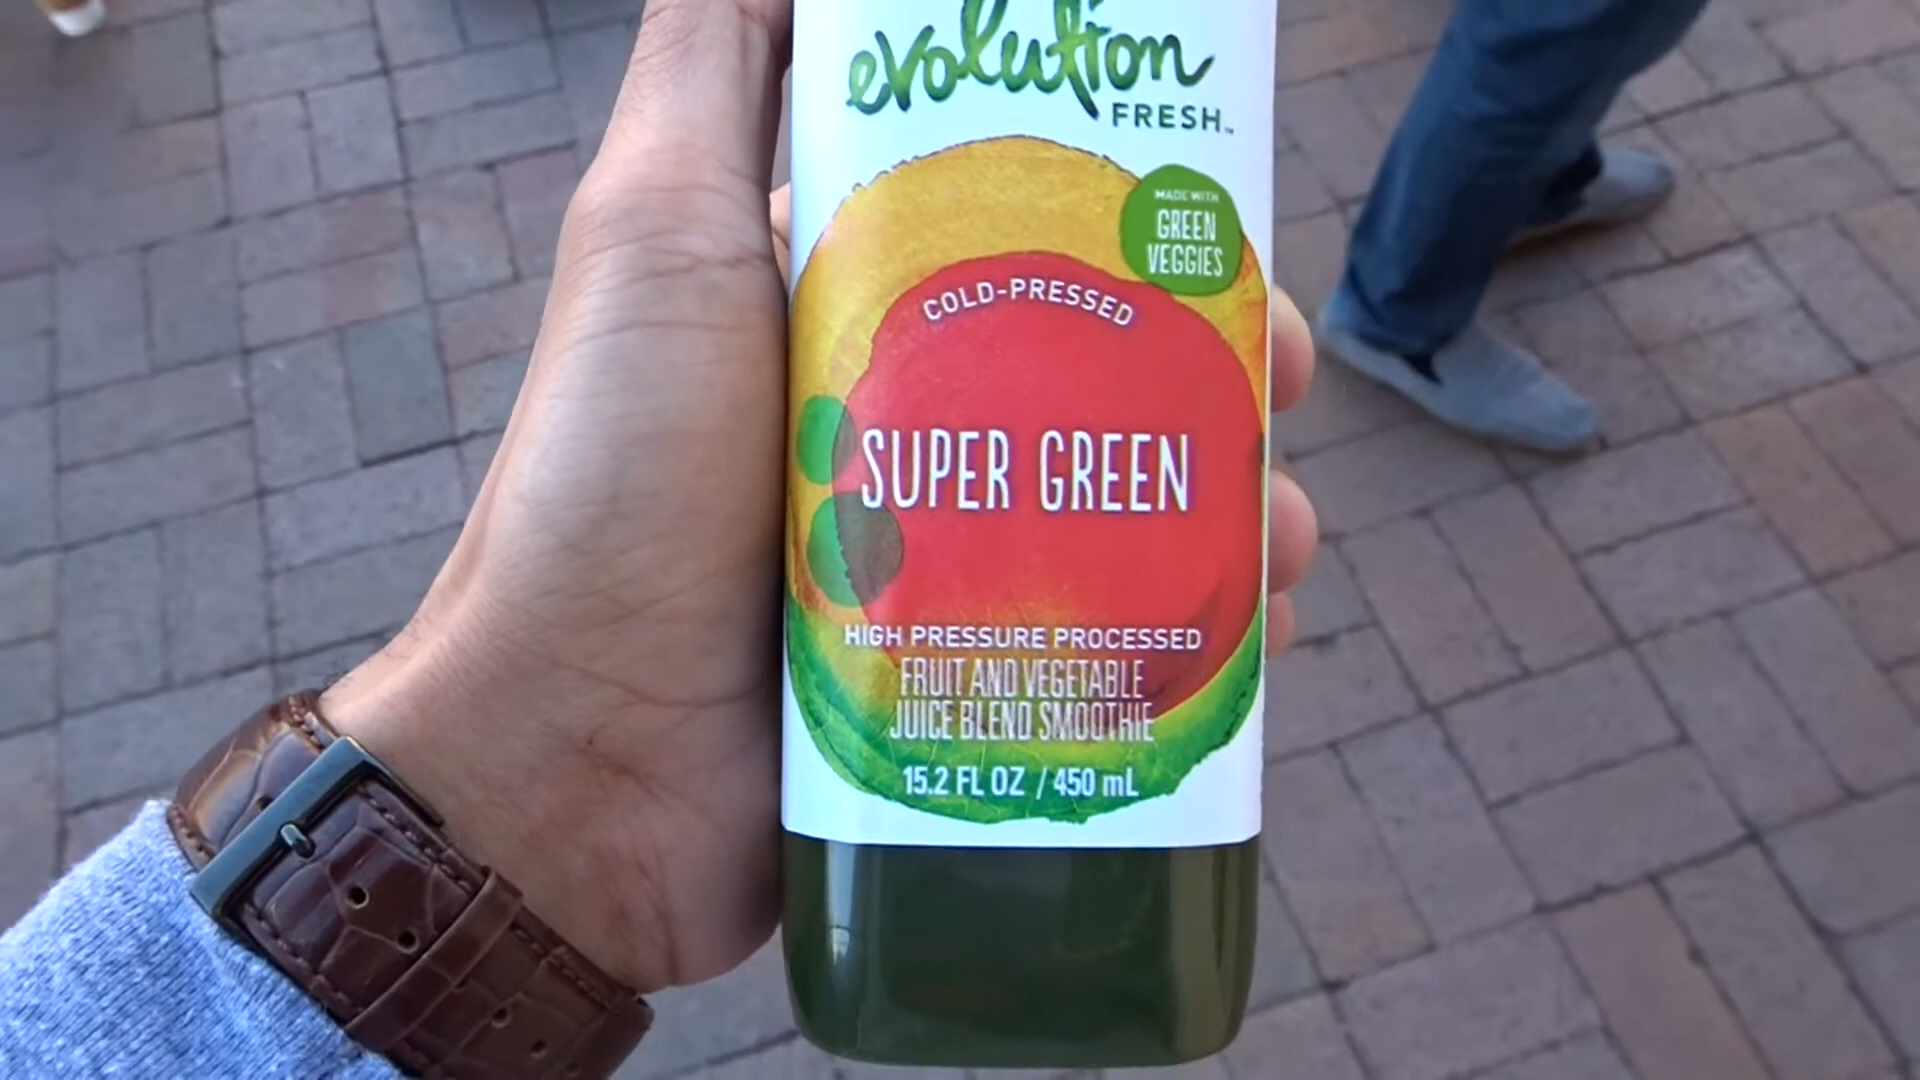 evolution
FRESH™
MADE WITH
GREEN
VEGGIES
COLD-PRESSED
SUPER GREEN
HIGH PRESSURE PROCESSED
FRUIT AND VEGETABLE
JUICE BLEND SMOOTHIE
15.2 FL OZ / 450 mL